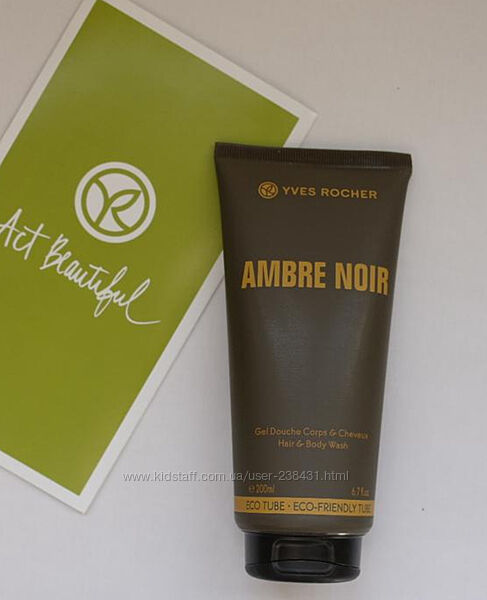 Act Beautiful
YVES ROCHER
AMBRE NOIR
Gel Douche Corps & Cheveux
Hair & Body Wash
www.kidstaff.com.ua/user-238431.html
℮ 200ml 6.7 fl.oz
ECO TUBE • ECO-FRIENDLY TUBE